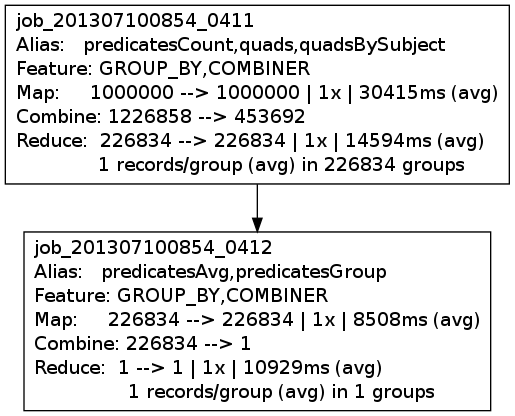 job_201307100854_0411
Alias: predicatesCount,quads,quadsBySubject
Feature: GROUP_BY,COMBINER
Map: 1000000 --> 1000000 | 1x | 30415ms (avg)
Combine: 1226858 --> 453692
Reduce: 226834 --> 226834 | 1x | 14594ms (avg)
1 records/group (avg) in 226834 groups
job_201307100854_0412
Alias: predicatesAvg,predicatesGroup
Feature: GROUP_BY,COMBINER
Map: 226834 --> 226834 | 1x | 8508ms (avg)
Combine: 226834 --> 1
Reduce: 1 --> 1 | 1x | 10929ms (avg)
1 records/group (avg) in 1 groups